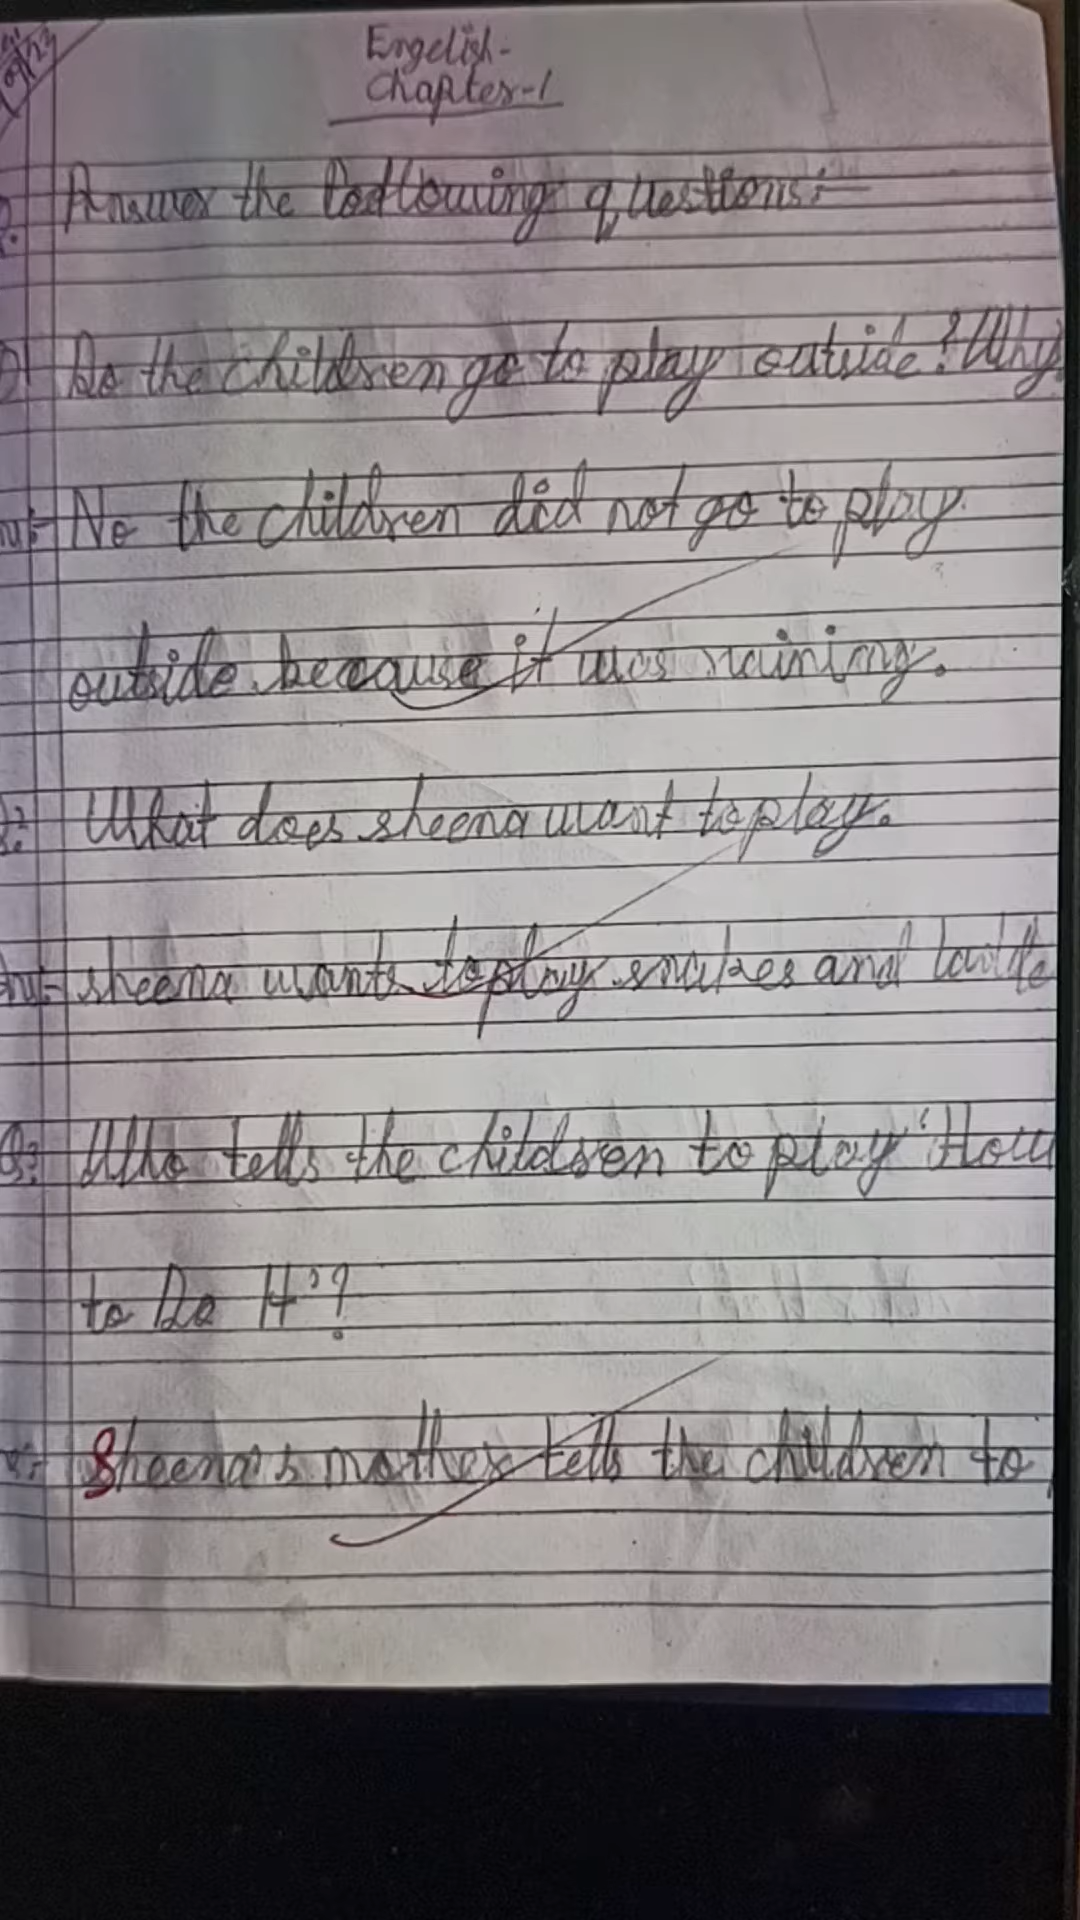 Engelish-
Chapter-1
Answer the following questions:-
Do the children go to play outside? Why
No the children did not go to play
outside because it was raining.
What does sheena want to play.
sheena wants to play snakes and
Q3 Who tells the children to play 'How
to Do It'?
Sheena's mother tells the children to